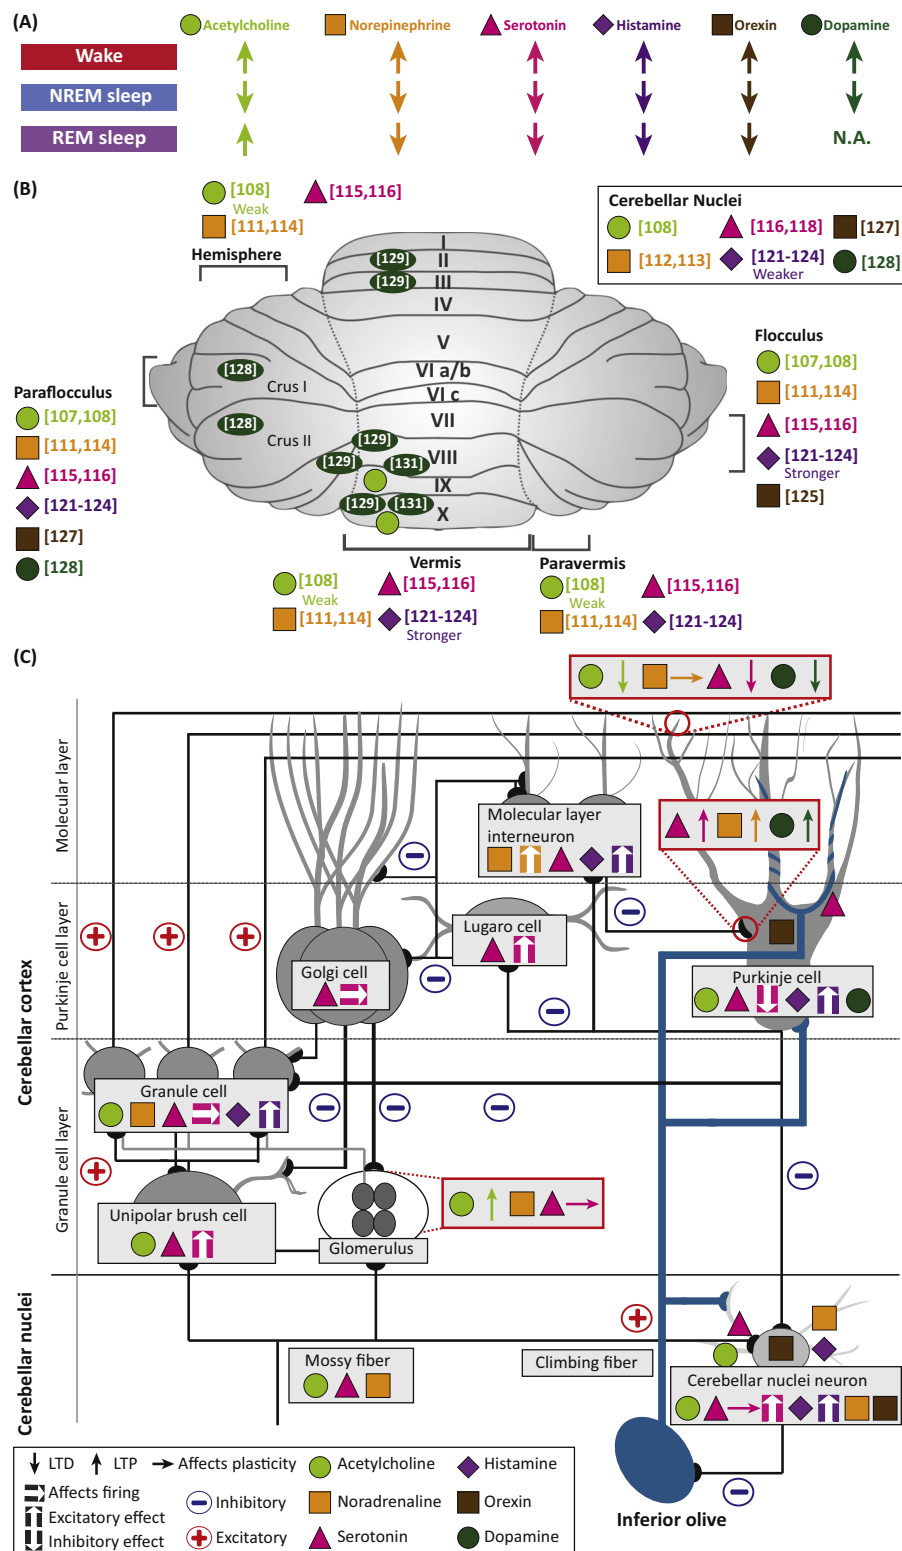 (A)
Acetylcholine Norepinephrine Serotonin Histamine Orexin Dopamine
Wake
NREM sleep
REM sleep
N.A.
(B)
[108] [115,116]
Weak
[111,114]
Hemisphere
Cerebellar Nuclei
[108] [116,118] [127]
[112,113] [121-124] [128]
Weaker
I
[129] II
[129] III
IV
V
VI a/b
[128]
Crus I
VI c
VII
[128]
Crus II
[129]
VIII
[129] [131]
IX
[129] [131]
X
Parafloculus
[107,108]
[111,114]
[115,116]
[121-124]
[127]
[128]
Flocculus
[107,108]
[111,114]
[115,116]
[121-124]
Stronger
[125]
Vermis
[108] [115,116]
Weak
[111,114] [121-124]
Stronger
Paravermis
[108] [115,116]
Weak
[111,114] [121-124]
(C)
Cerebellar cortex
Molecular layer
Purkinje cell layer
Granule cell layer
Cerebellar nuclei
Molecular layer
interneuron
Lugaro cell
Golgi cell
Purkinje cell
Granule cell
Unipolar brush cell
Glomerulus
Mossy fiber
Climbing fiber
Cerebellar nuclei neuron
Inferior olive
LTD LTP Affects plasticity Acetylcholine Histamine
Affects firing
Inhibitory Noradrenaline Orexin
Excitatory effect
Inhibitory effect
Excitatory Serotonin Dopamine